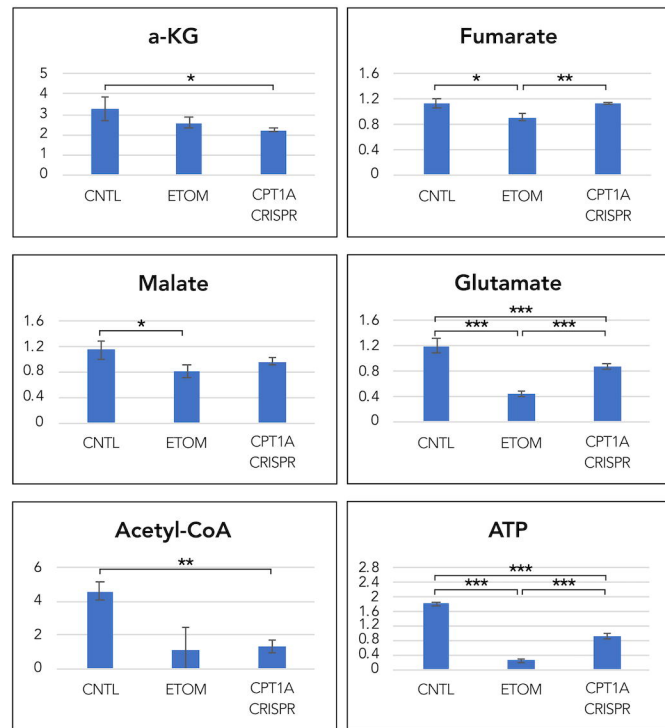 a-KG
*
5
4
3
2
1
0
CNTL
ETOM
CPT1A
CRISPR
Fumarate
*
**
1.6
1.2
0.8
0.4
0
CNTL
ETOM
CPT1A
CRISPR
Malate
*
1.6
1.2
0.8
0.4
0
CNTL
ETOM
CPT1A
CRISPR
Glutamate
***
***
***
1.6
1.2
0.8
0.4
0
CNTL
ETOM
CPT1A
CRISPR
Acetyl-CoA
**
6
4
2
0
CNTL
ETOM
CPT1A
CRISPR
ATP
***
***
***
2.8
2.4
2
1.6
1.2
0.8
0.4
0
CNTL
ETOM
CPT1A
CRISPR